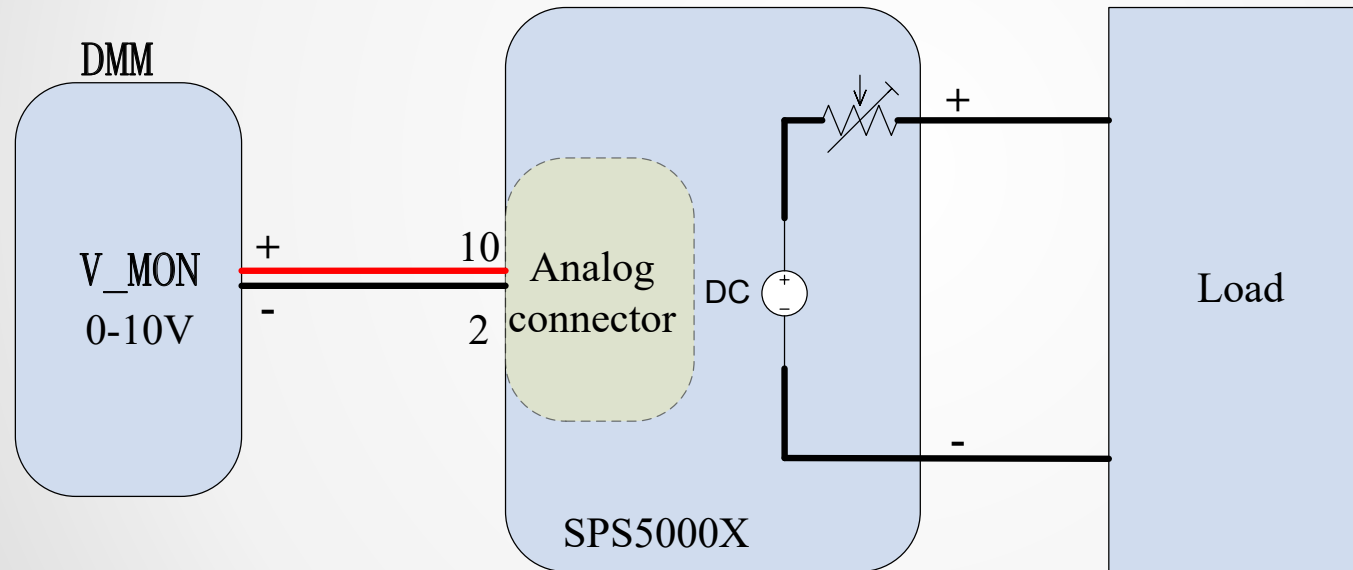 DMM
V_MON
0-10V
+
-
10
2
Analog
connector
DC
+
−
SPS5000X
+
-
Load